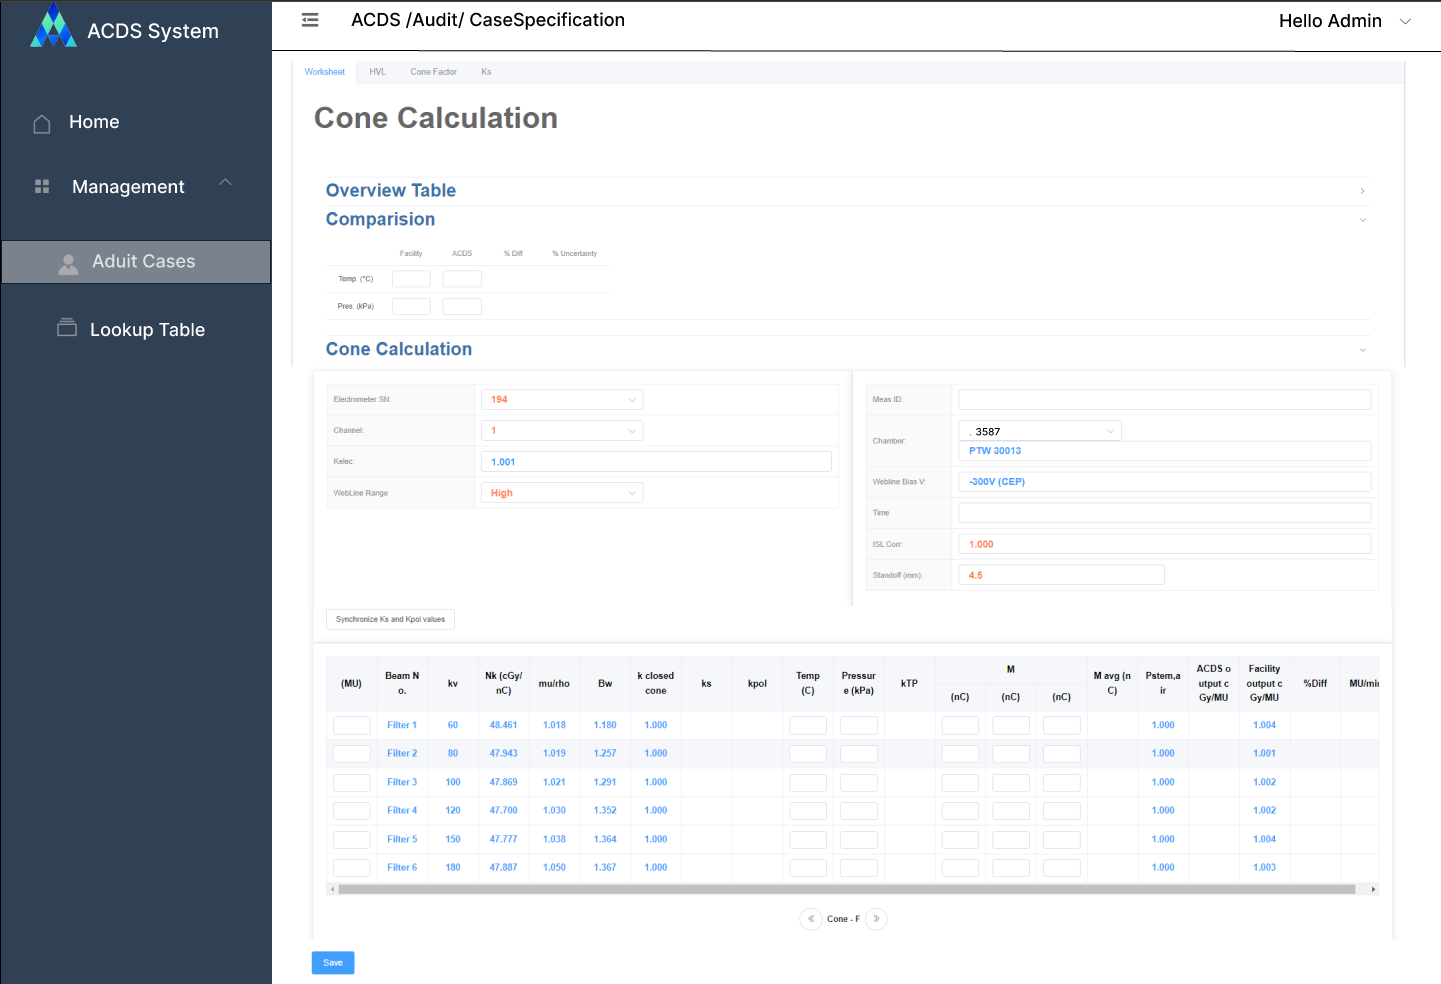 ACDS System
ACDS /Audit/ CaseSpecification
Hello Admin
Home
Management
Aduit Cases
Lookup Table
Worksheet HVL Cone Factor Ks
Cone Calculation
Overview Table
Comparision
Facility ACDS % Diff % Uncertainty
Temp. (°C)
Pres. (kPa)
Cone Calculation
Electrometer SN: 194
Channel: 1
Kelec: 1.001
WebLine Range High
Meas ID:
Chamber: . 3587
PTW 30013
Webline Bias V: -300V (CEP)
Time
ISL Corr: 1.000
Standoff (mm): 4.5
Synchronize Ks and Kpol values
(MU) Beam No. kv Nk (cGy/nC) mu/rho Bw k closed cone ks kpol Temp (C) Pressure (kPa) kTP M M avg (nC) Pstem,air ACDS output cGy/MU Facility output cGy/MU %Diff MU/min
(nC) (nC) (nC)
Filter 1 60 48.461 1.018 1.180 1.000 1.000 1.004
Filter 2 80 47.943 1.019 1.257 1.000 1.000 1.001
Filter 3 100 47.869 1.021 1.291 1.000 1.000 1.002
Filter 4 120 47.700 1.030 1.352 1.000 1.000 1.002
Filter 5 150 47.777 1.038 1.364 1.000 1.000 1.004
Filter 6 180 47.887 1.050 1.367 1.000 1.000 1.003
Cone - F
Save